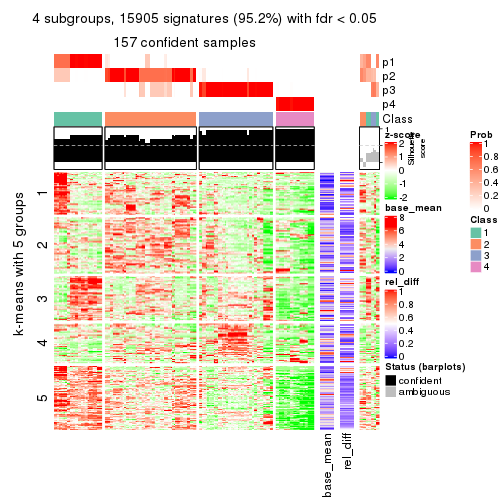 4 subgroups, 15905 signatures (95.2%) with fdr < 0.05
157 confident samples
p1
p2
p3
p4
Class
1
Silhouette
score
z-score
2
1
0
-1
-2
base_mean
8
6
4
2
0
rel_diff
1
0.8
0.6
0.4
0.2
0
Prob
1
0.8
0.6
0.4
0.2
0
Class
1
2
3
4
Status (barplots)
confident
ambiguous
k-means with 5 groups
1
2
3
4
5
base_mean
rel_diff